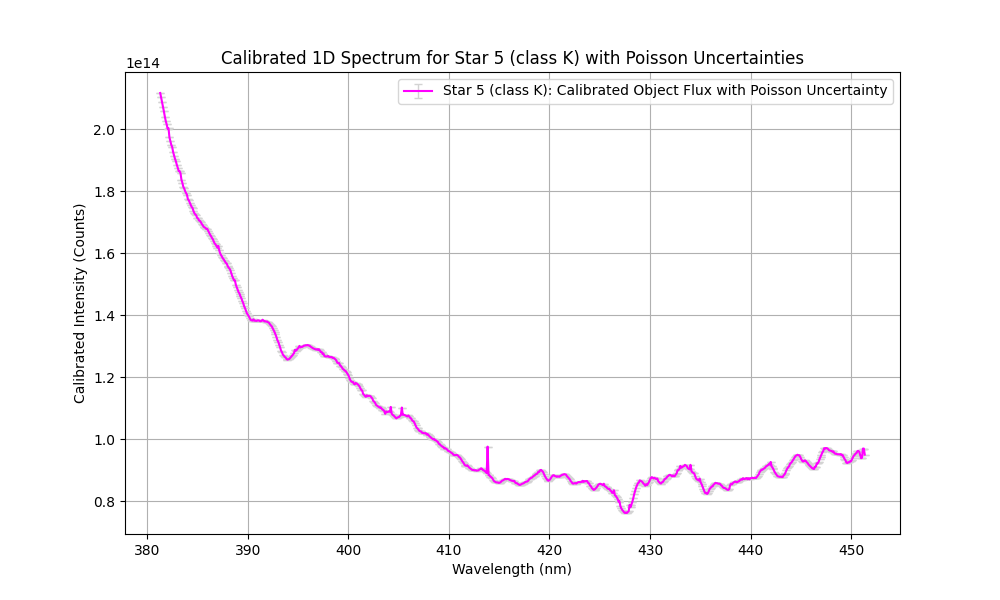 Calibrated 1D Spectrum for Star 5 (class K) with Poisson Uncertainties
1e14
Star 5 (class K): Calibrated Object Flux with Poisson Uncertainty
2.0
1.8
1.6
1.4
1.2
1.0
0.8
Calibrated Intensity (Counts)
380 390 400 410 420 430 440 450
Wavelength (nm)